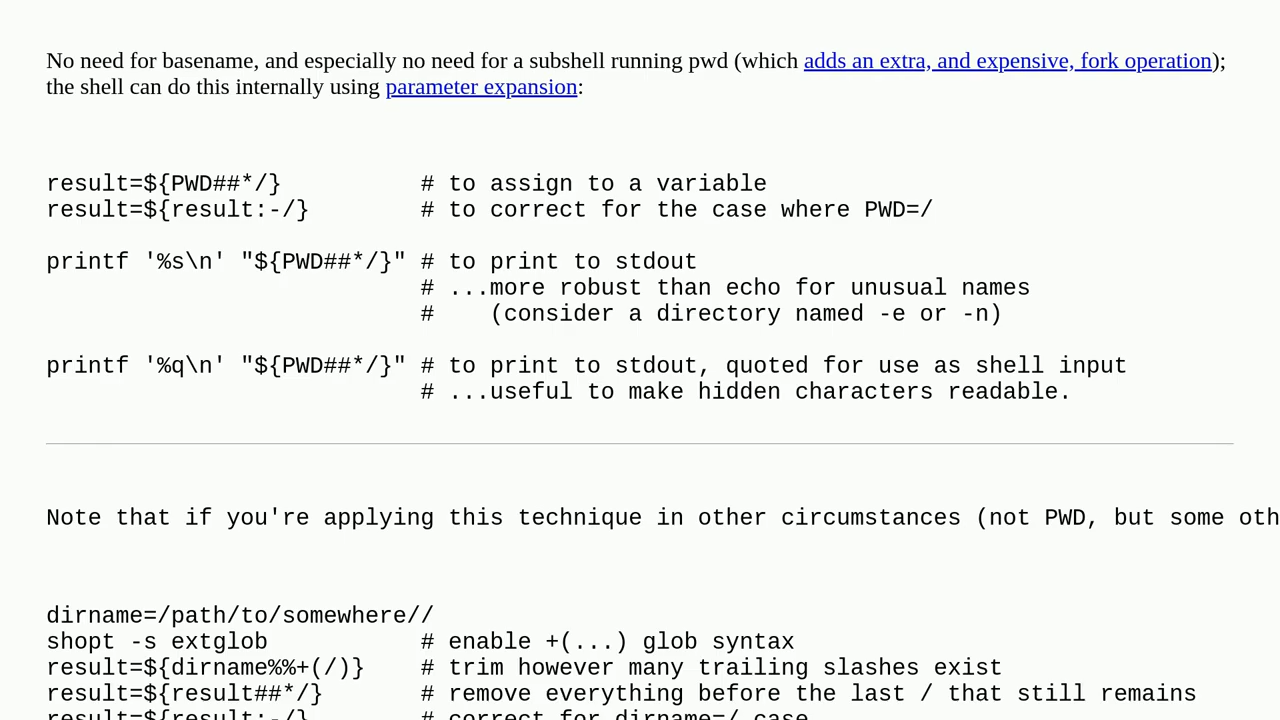 No need for basename, and especially no need for a subshell running pwd (which adds an extra, and expensive, fork operation);
the shell can do this internally using parameter expansion:
result=${PWD##*/}          # to assign to a variable
result=${result:-/}        # to correct for the case where PWD=/
printf '%s\n' "${PWD##*/}" # to print to stdout
                           # ...more robust than echo for unusual names
                           #    (consider a directory named -e or -n)
printf '%q\n' "${PWD##*/}" # to print to stdout, quoted for use as shell input
                           # ...useful to make hidden characters readable.
Note that if you're applying this technique in other circumstances (not PWD, but some oth
dirname=/path/to/somewhere//
shopt -s extglob           # enable +(...) glob syntax
result=${dirname%%+(/)}    # trim however many trailing slashes exist
result=${result##*/}       # remove everything before the last / that still remains
result=${result:-/}        # correct for dirname=/ case